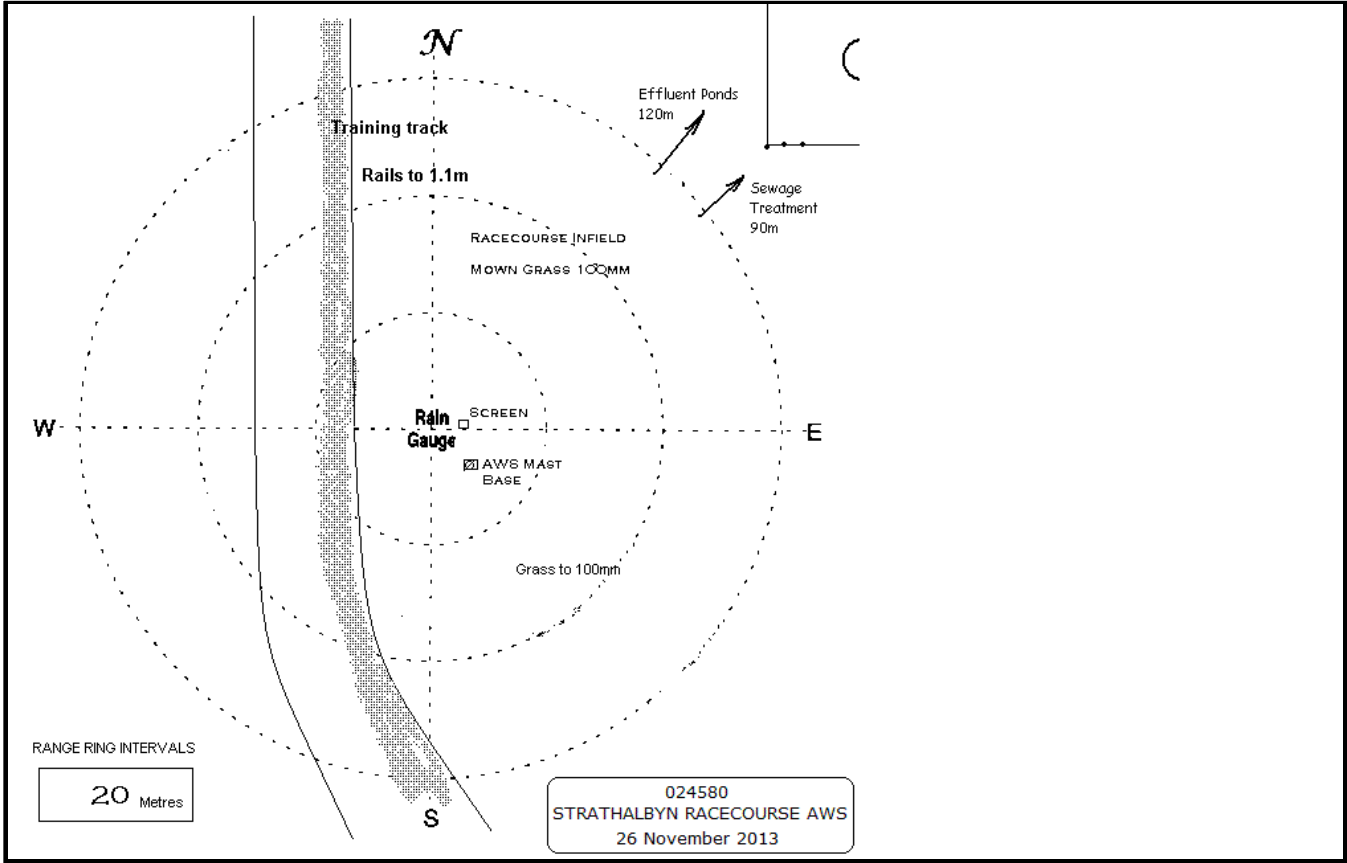 N
Effluent Ponds
120m
Training track
Rails to 1.1m
Sewage
Treatment
90m
RACECOURSE INFIELD
MOWN GRASS 100MM
W
Rain
Gauge
SCREEN
E
AWS MAST
BASE
Grass to 100mm
RANGE RING INTERVALS
20 Metres
S
024580
STRATHALBYN RACECOURSE AWS
26 November 2013